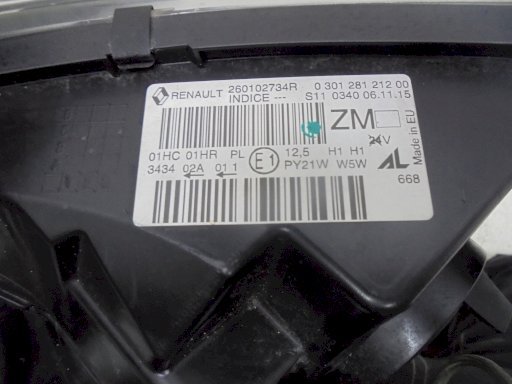 RENAULT 260102734R 0 301 281 212 00
INDICE --- S11 0340 06.11.15
ZM
Made in EU
24V
01HC 01HR PL E1 12,5 H1 H1
3434 02A 01 1 PY21W W5W AL
668